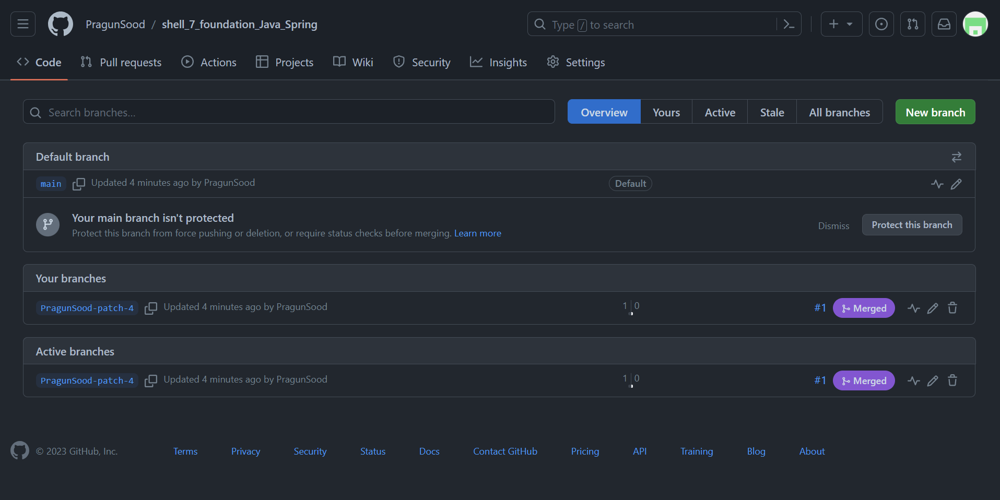 PragunSood / shell_7_foundation_Java_Spring
Type / to search
Code Pull requests Actions Projects Wiki Security Insights Settings
Search branches...
Overview Yours Active Stale All branches New branch
Default branch
main Updated 4 minutes ago by PragunSood Default
Your main branch isn't protected
Protect this branch from force pushing or deletion, or require status checks before merging. Learn more
Dismiss Protect this branch
Your branches
PragunSood-patch-4 Updated 4 minutes ago by PragunSood 1 0 #1 Merged
Active branches
PragunSood-patch-4 Updated 4 minutes ago by PragunSood 1 0 #1 Merged
© 2023 GitHub, Inc. Terms Privacy Security Status Docs Contact GitHub Pricing API Training Blog About